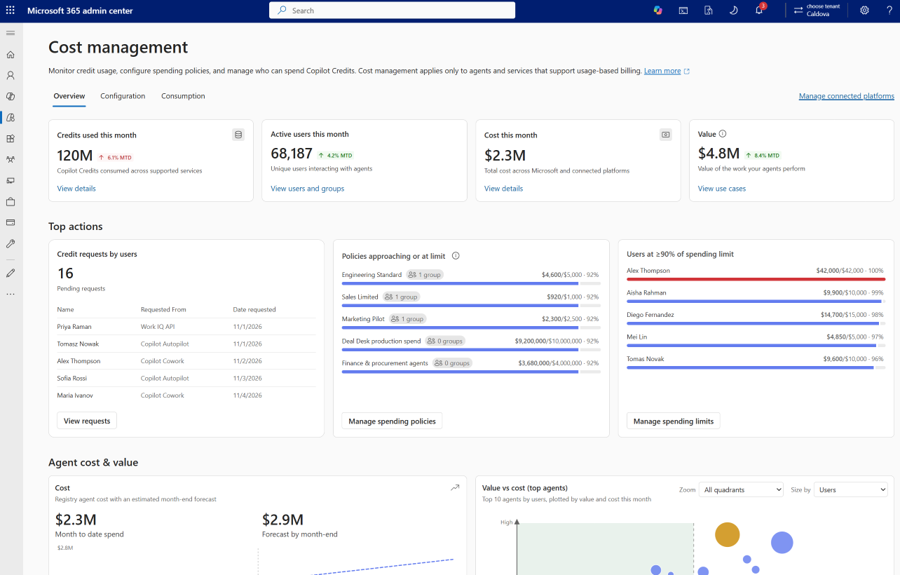 Microsoft 365 admin center
Search
3
choose tenant
Caldova
?
Cost management
Monitor credit usage, configure spending policies, and manage who can spend Copilot Credits. Cost management applies only to agents and services that support usage-based billing. Learn more
Overview
Configuration
Consumption
Manage connected platforms
Credits used this month
120M ↑ 6.1% MTD
Copilot Credits consumed across supported services
View details
Active users this month
68,187 ↑ 4.2% MTD
Unique users interacting with agents
View users and groups
Cost this month
$2.3M
Total cost across Microsoft and connected platforms
View details
Value
$4.8M ↑ 8.4% MTD
Value of the work your agents perform
View use cases
Top actions
Credit requests by users
16
Pending requests
Name Requested From Date requested
Priya Raman Work IQ API 11/1/2026
Tomasz Nowak Copilot Autopilot 11/1/2026
Alex Thompson Copilot Cowork 11/2/2026
Sofia Rossi Copilot Autopilot 11/3/2026
Maria Ivanov Copilot Cowork 11/4/2026
View requests
Policies approaching or at limit
Engineering Standard 1 group $4,600/$5,000 - 92%
Sales Limited 1 group $920/$1,000 - 92%
Marketing Pilot 1 group $2,300/$2,500 - 92%
Deal Desk production spend 0 groups $9,200,000/$10,000,000 - 92%
Finance & procurement agents 0 groups $3,680,000/$4,000,000 - 92%
Manage spending policies
Users at ≥90% of spending limit
Alex Thompson $42,000/$42,000 - 100%
Aisha Rahman $9,900/$10,000 - 99%
Diego Fernandez $14,700/$15,000 - 98%
Mei Lin $4,850/$5,000 - 97%
Tomas Novak $9,600/$10,000 - 96%
Manage spending limits
Agent cost & value
Cost
Registry agent cost with an estimated month-end forecast
$2.3M
Month to date spend
$2.9M
Forecast by month-end
$2.8M
Value vs cost (top agents)
Top 10 agents by users, plotted by value and cost this month
Zoom All quadrants
Size by Users
High